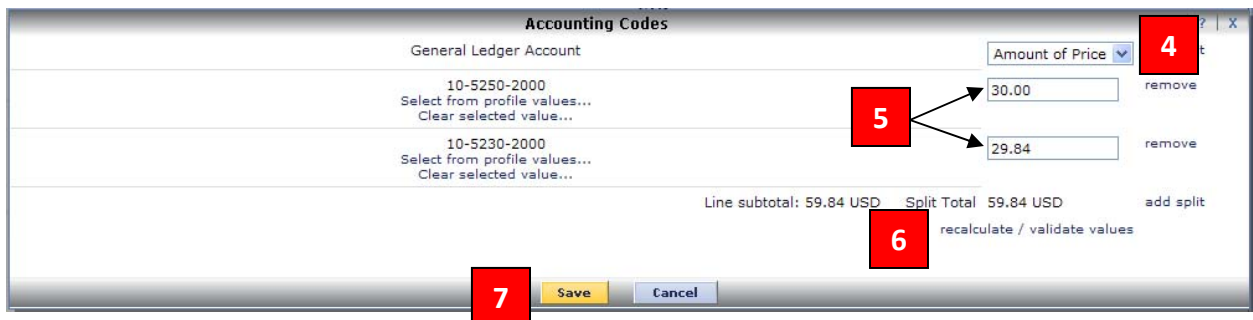 Accounting Codes ? | X
General Ledger Account Amount of Price 4
10-5250-2000 30.00 remove
Select from profile values...
Clear selected value...
5
10-5230-2000 29.84 remove
Select from profile values...
Clear selected value...
Line subtotal: 59.84 USD Split Total 59.84 USD add split
6 recalculate / validate values
7 Save Cancel